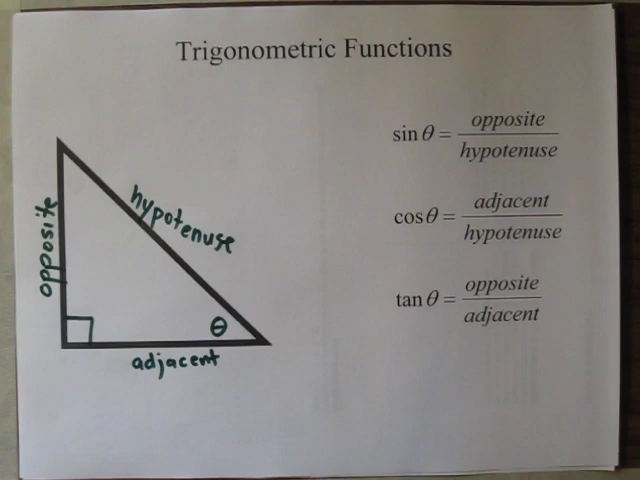 Trigonometric Functions
sin θ = opposite / hypotenuse
cos θ = adjacent / hypotenuse
tan θ = opposite / adjacent
opposite
hypotenuse
θ
adjacent